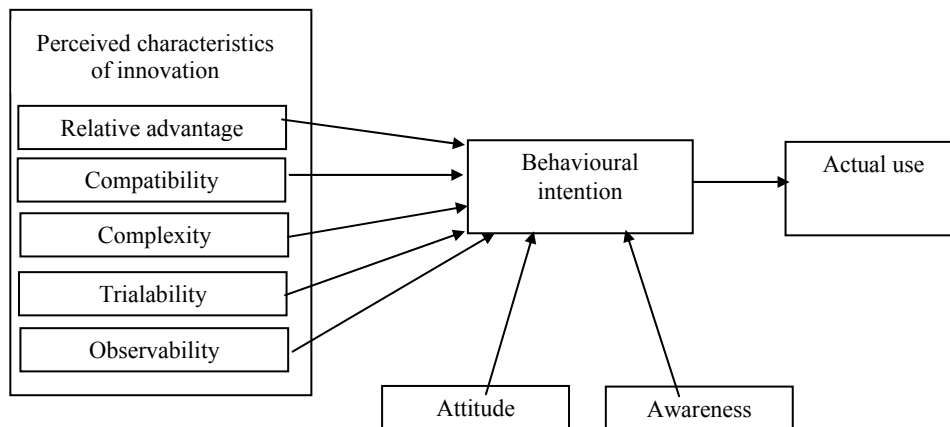 Perceived characteristics
of innovation
Relative advantage
Compatibility
Complexity
Trialability
Observability
Behavioural
intention
Actual use
Attitude
Awareness